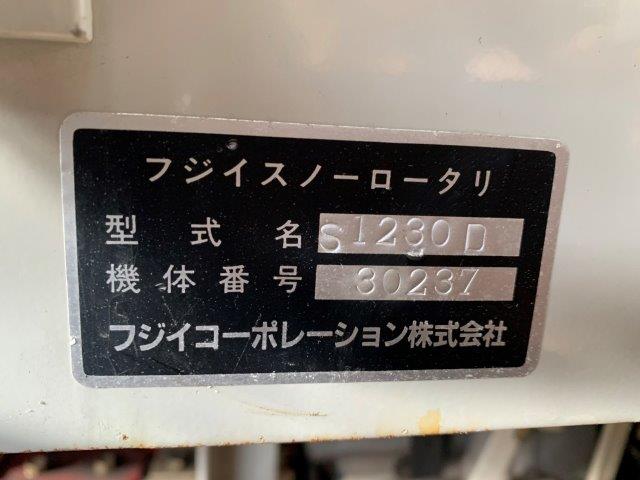 フジイスノーロータリ
型式名 S1230D
機体番号 30237
フジイコーポレーション株式会社